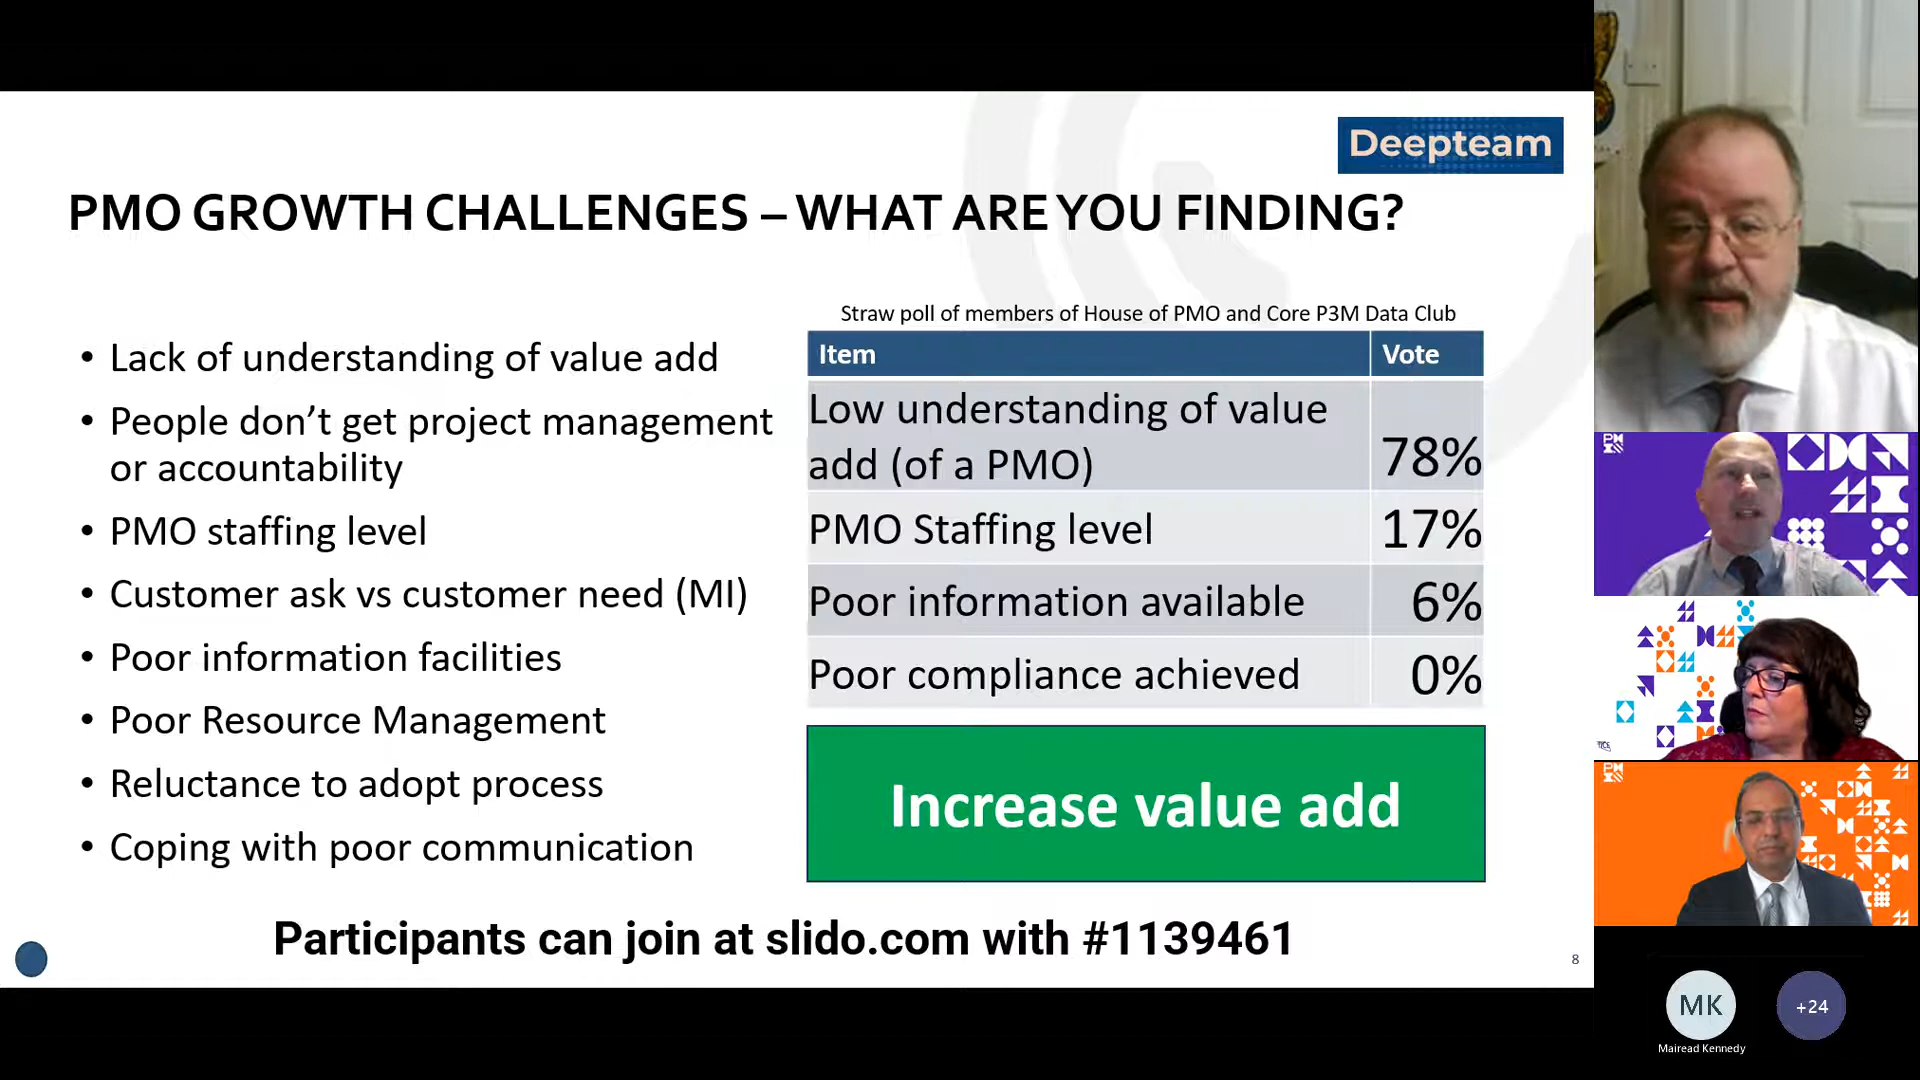 Deepteam
PMO GROWTH CHALLENGES – WHAT ARE YOU FINDING?
• Lack of understanding of value add
• People don’t get project management
or accountability
• PMO staffing level
• Customer ask vs customer need (MI)
• Poor information facilities
• Poor Resource Management
• Reluctance to adopt process
• Coping with poor communication
Straw poll of members of House of PMO and Core P3M Data Club
Item Vote
Low understanding of value
add (of a PMO) 78%
PMO Staffing level 17%
Poor information available 6%
Poor compliance achieved 0%
Increase value add
Participants can join at slido.com with #1139461
8
MK
+24
Mairead Kennedy